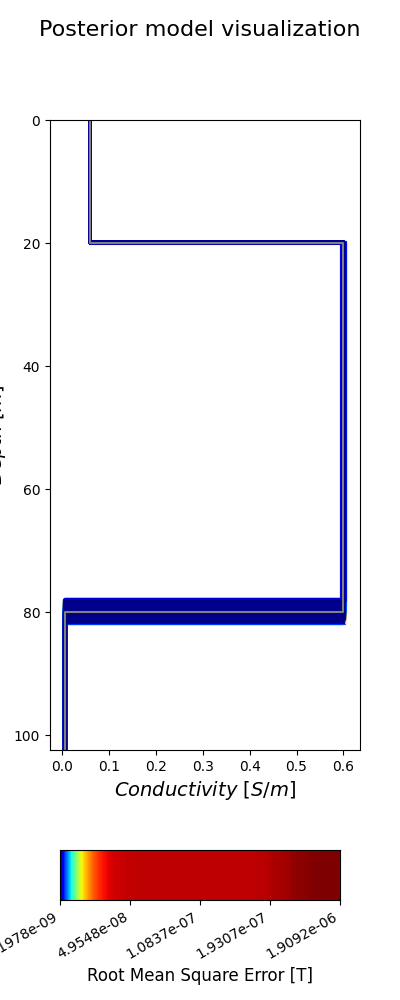 Posterior model visualization
0
20
40
60
80
100
0.0 0.1 0.2 0.3 0.4 0.5 0.6
Conductivity [S/m]
1978e-09 4.9548e-08 1.0837e-07 1.9307e-07 1.9092e-06
Root Mean Square Error [T]